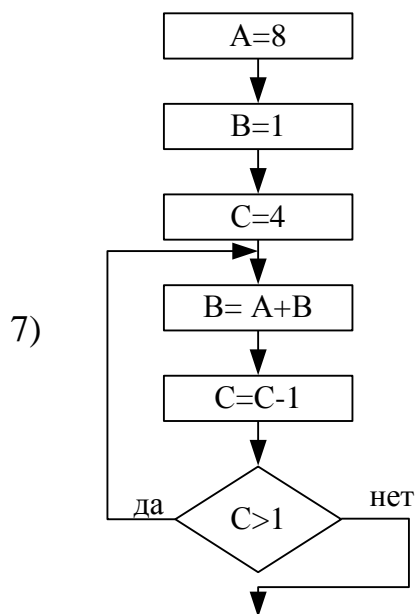 A=8
B=1
C=4
7)
B= A+B
C=C-1
да
C>1
нет